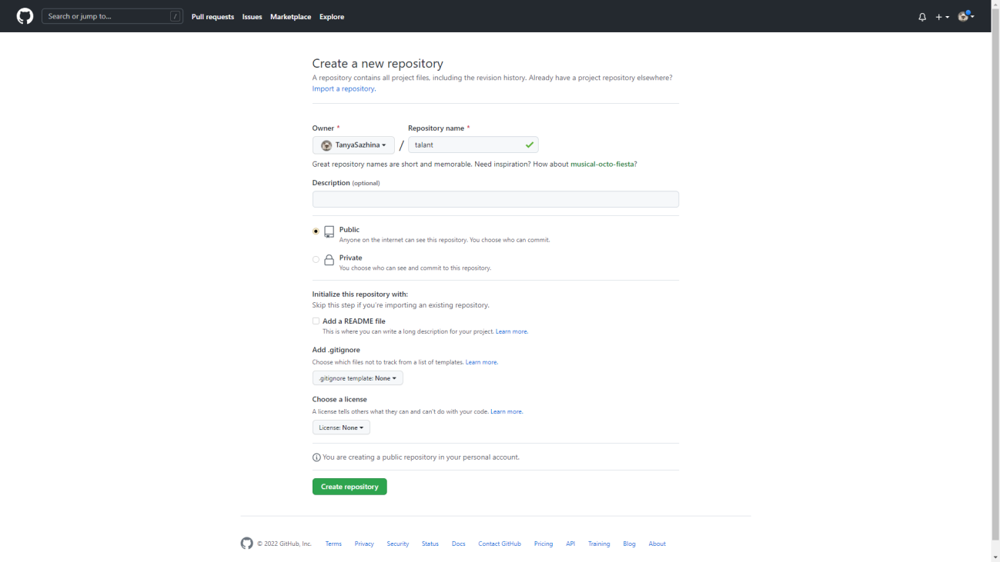 Search or jump to... /
Pull requests Issues Marketplace Explore
Create a new repository
A repository contains all project files, including the revision history. Already have a project repository elsewhere?
Import a repository.
Owner * Repository name *
TanyaSazhina / talant
Great repository names are short and memorable. Need inspiration? How about musical-octo-fiesta?
Description (optional)
Public
Anyone on the internet can see this repository. You choose who can commit.
Private
You choose who can see and commit to this repository.
Initialize this repository with:
Skip this step if you're importing an existing repository.
Add a README file
This is where you can write a long description for your project. Learn more.
Add .gitignore
Choose which files not to track from a list of templates. Learn more.
.gitignore template: None
Choose a license
A license tells others what they can and can't do with your code. Learn more.
License: None
You are creating a public repository in your personal account.
Create repository
© 2022 GitHub, Inc. Terms Privacy Security Status Docs Contact GitHub Pricing API Training Blog About